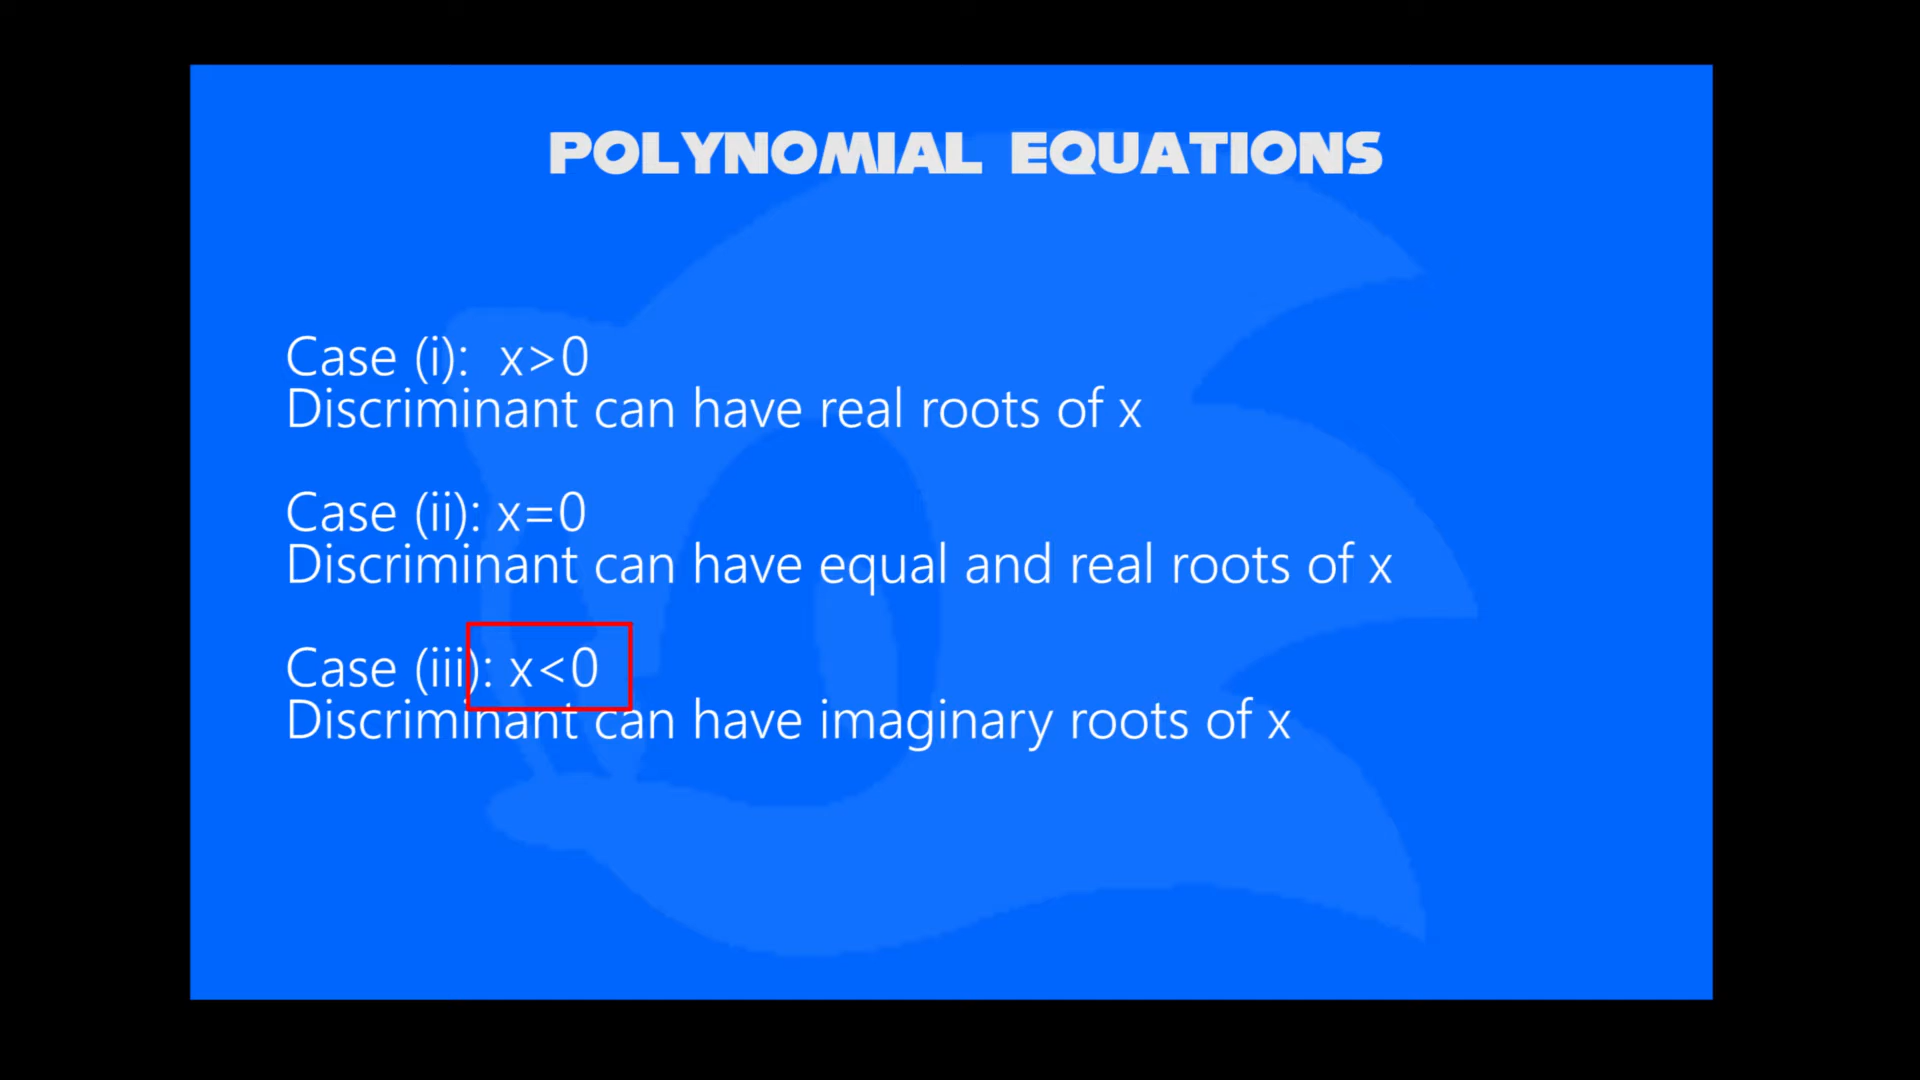 POLYNOMIAL EQUATIONS
Case (i): x>0
Discriminant can have real roots of x
Case (ii): x=0
Discriminant can have equal and real roots of x
Case (iii): x<0
Discriminant can have imaginary roots of x